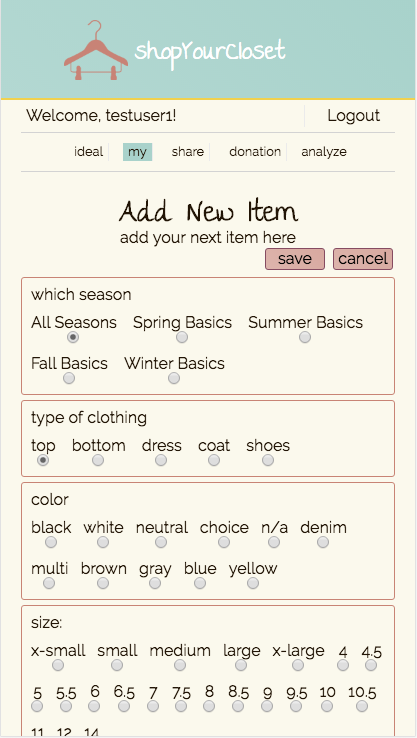 shopYourCloset
Welcome, testuser1! Logout
ideal my share donation analyze
Add New Item
add your next item here
save cancel
which season
All Seasons Spring Basics Summer Basics
Fall Basics Winter Basics
type of clothing
top bottom dress coat shoes
color
black white neutral choice n/a denim
multi brown gray blue yellow
size:
x-small small medium large x-large 4 4.5
5 5.5 6 6.5 7 7.5 8 8.5 9 9.5 10 10.5
11 12 14